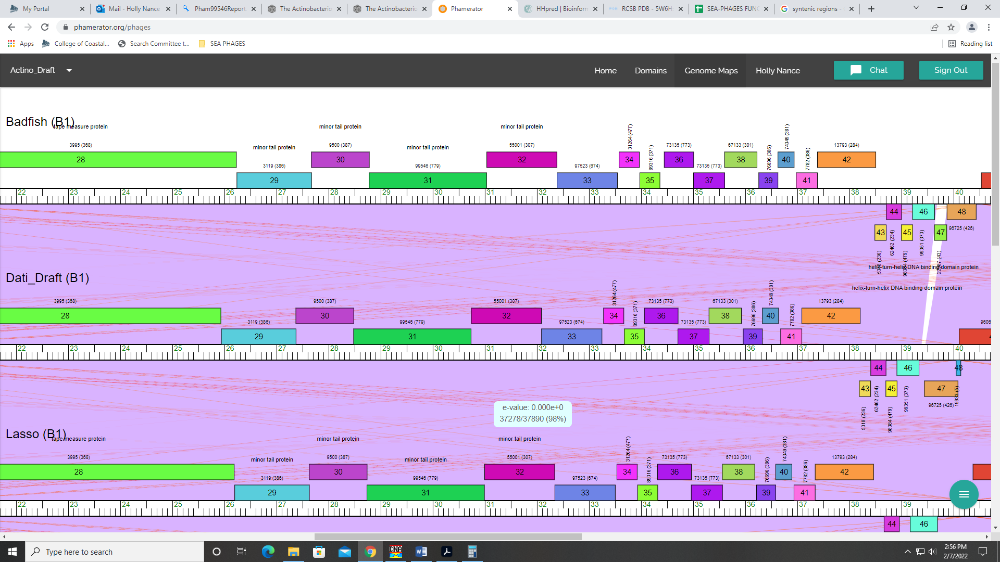 My Portal
Mail - Holly Nance
Pham99546Report
The Actinobacterio
The Actinobacterio
Phamerator
HHpred | Bioinform
RCSB PDB - 5W6H
SEA-PHAGES FUNC
syntenic regions -
phamerator.org/phages
Apps
College of Coastal...
Search Committee t...
SEA PHAGES
Reading list
Actino_Draft
Home
Domains
Genome Maps
Holly Nance
Chat
Sign Out
Badfish (B1)
tape measure protein
minor tail protein
minor tail protein
minor tail protein
minor tail protein
3995 (368)
3119 (386)
9500 (387)
99546 (779)
55001 (307)
97523 (674)
31264 (477)
89316 (371)
73135 (773)
73135 (773)
67133 (301)
76696 (386)
74349 (381)
7782 (386)
13793 (284)
28 29 30 31 32 33 34 35 36 37 38 39 40 41 42
22 23 24 25 26 27 28 29 30 31 32 33 34 35 36 37 38 39 40
43 44 45 46 47 48
5318 (236)
62462 (234)
98384 (479)
99351 (373)
96725 (426)
helix-turn-helix DNA binding domain protein
helix-turn-helix DNA binding domain protein
Dati_Draft (B1)
3995 (368)
3119 (386)
9500 (387)
99546 (779)
55001 (307)
97523 (674)
31264 (477)
89316 (371)
73135 (773)
73135 (773)
67133 (301)
76696 (386)
74349 (381)
7782 (386)
13793 (284)
28 29 30 31 32 33 34 35 36 37 38 39 40 41 42
22 23 24 25 26 27 28 29 30 31 32 33 34 35 36 37 38 39 40
43 44 45 46 47 48
5318 (236)
62462 (234)
98384 (479)
99351 (373)
96725 (426)
e-value: 0.000e+0
37278/37890 (98%)
Lasso (B1)
tape measure protein
minor tail protein
minor tail protein
minor tail protein
minor tail protein
3995 (368)
3119 (386)
9500 (387)
99546 (779)
55001 (307)
97523 (674)
31264 (477)
89316 (371)
73135 (773)
73135 (773)
67133 (301)
76696 (386)
74349 (381)
7782 (386)
13793 (284)
28 29 30 31 32 33 34 35 36 37 38 39 40 41 42
22 23 24 25 26 27 28 29 30 31 32 33 34 35 36 37 38 39 40
44 46
Type here to search
DNA
2:56 PM
2/7/2022